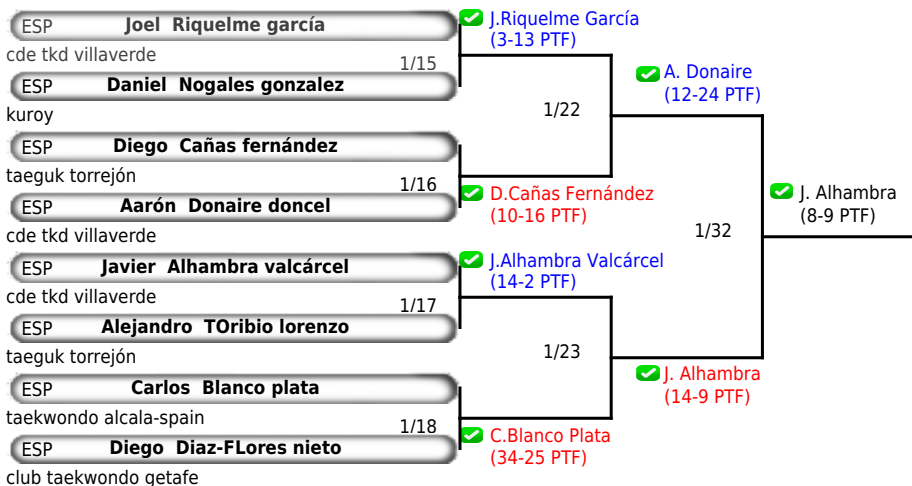 ESP Joel Riquelme garcía
cde tkd villaverde
1/15
ESP Daniel Nogales gonzalez
kuroy
ESP Diego Cañas fernández
taeguk torrejón
1/16
ESP Aarón Donaire doncel
cde tkd villaverde
ESP Javier Alhambra valcárcel
cde tkd villaverde
1/17
ESP Alejandro TOribio lorenzo
taeguk torrejón
ESP Carlos Blanco plata
taekwondo alcala-spain
1/18
ESP Diego Diaz-FLores nieto
club taekwondo getafe
J.Riquelme García
(3-13 PTF)
1/22
D.Cañas Fernández
(10-16 PTF)
J.Alhambra Valcárcel
(14-2 PTF)
1/23
C.Blanco Plata
(34-25 PTF)
A. Donaire
(12-24 PTF)
1/32
J. Alhambra
(14-9 PTF)
J. Alhambra
(8-9 PTF)